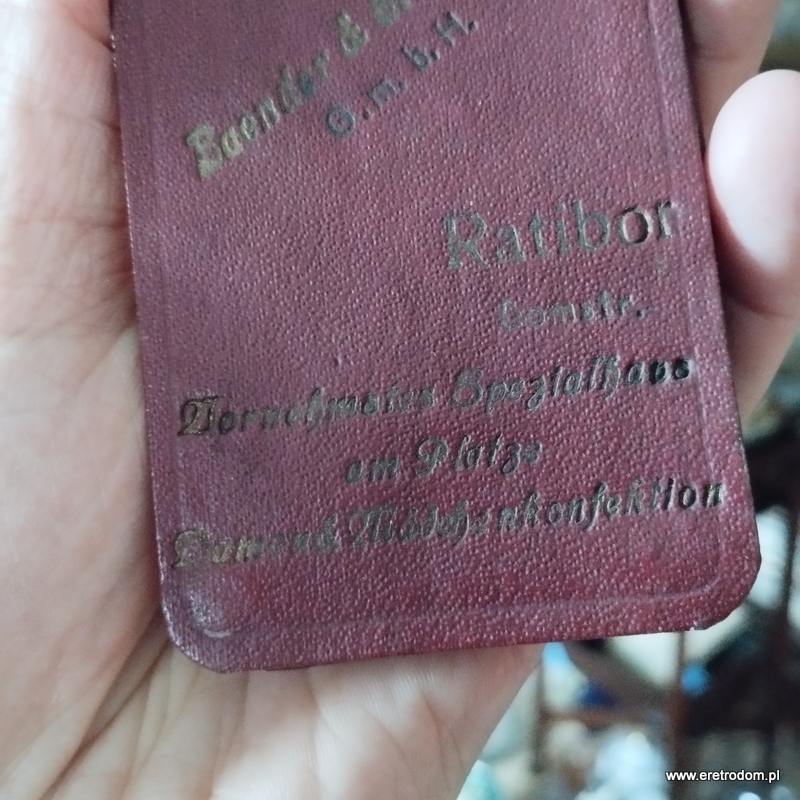 Baender &
G.m.b.H.
Ratibor
Domstr.
Vornehmstes Spezialhaus
am Platze
Damen & Mädchenkonfektion
www.eretrodom.pl